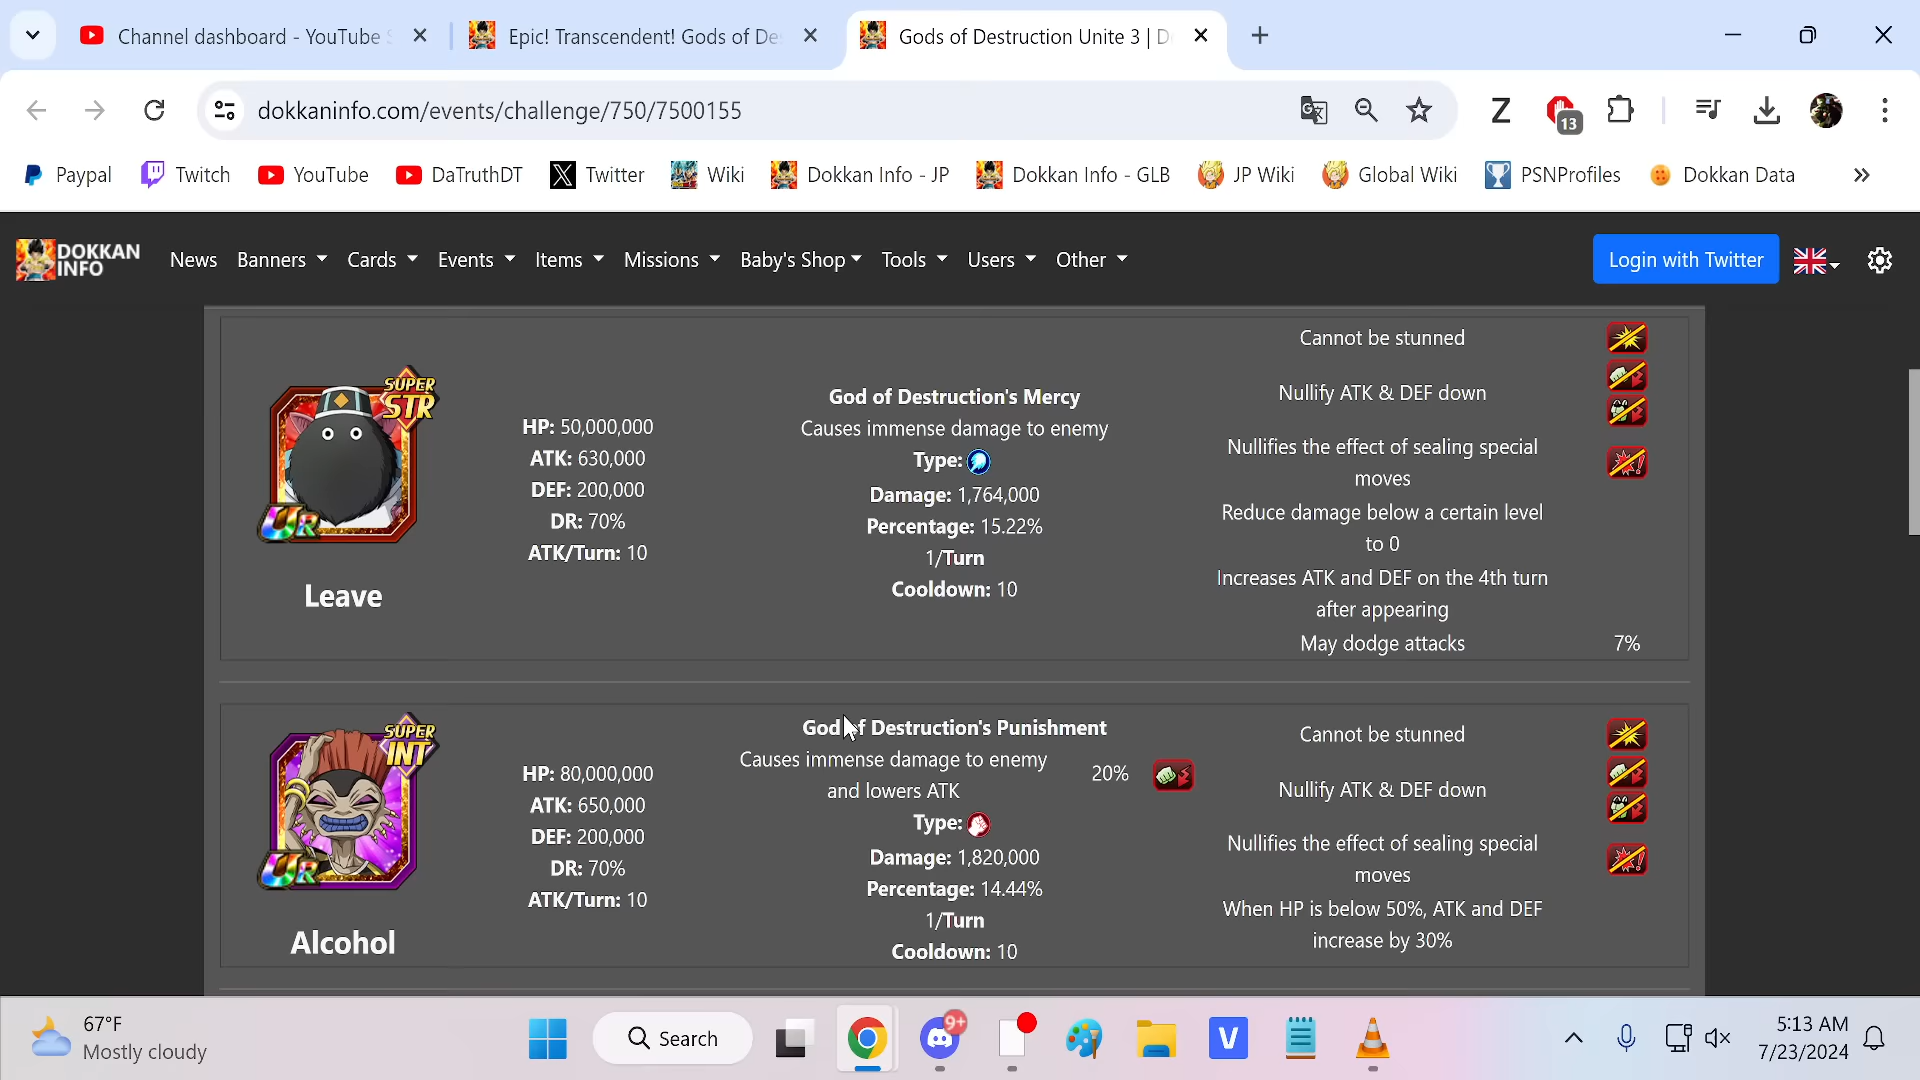 Channel dashboard - YouTube S
Epic! Transcendent! Gods of De
Gods of Destruction Unite 3 | D
dokkaninfo.com/events/challenge/750/7500155
Z
13
Paypal
Twitch
YouTube
DaTruthDT
Twitter
Wiki
Dokkan Info - JP
Dokkan Info - GLB
JP Wiki
Global Wiki
PSNProfiles
Dokkan Data
DOKKAN
INFO
News
Banners
Cards
Events
Items
Missions
Baby's Shop
Tools
Users
Other
Login with Twitter
SUPER
STR
UR
Leave
HP: 50,000,000
ATK: 630,000
DEF: 200,000
DR: 70%
ATK/Turn: 10
God of Destruction's Mercy
Causes immense damage to enemy
Type:
Damage: 1,764,000
Percentage: 15.22%
1/Turn
Cooldown: 10
Cannot be stunned
Nullify ATK & DEF down
Nullifies the effect of sealing special
moves
Reduce damage below a certain level
to 0
Increases ATK and DEF on the 4th turn
after appearing
May dodge attacks 7%
SUPER
INT
UR
Alcohol
HP: 80,000,000
ATK: 650,000
DEF: 200,000
DR: 70%
ATK/Turn: 10
God of Destruction's Punishment
Causes immense damage to enemy
and lowers ATK
20%
Type:
Damage: 1,820,000
Percentage: 14.44%
1/Turn
Cooldown: 10
Cannot be stunned
Nullify ATK & DEF down
Nullifies the effect of sealing special
moves
When HP is below 50%, ATK and DEF
increase by 30%
67°F
Mostly cloudy
Search
9+
V
5:13 AM
7/23/2024